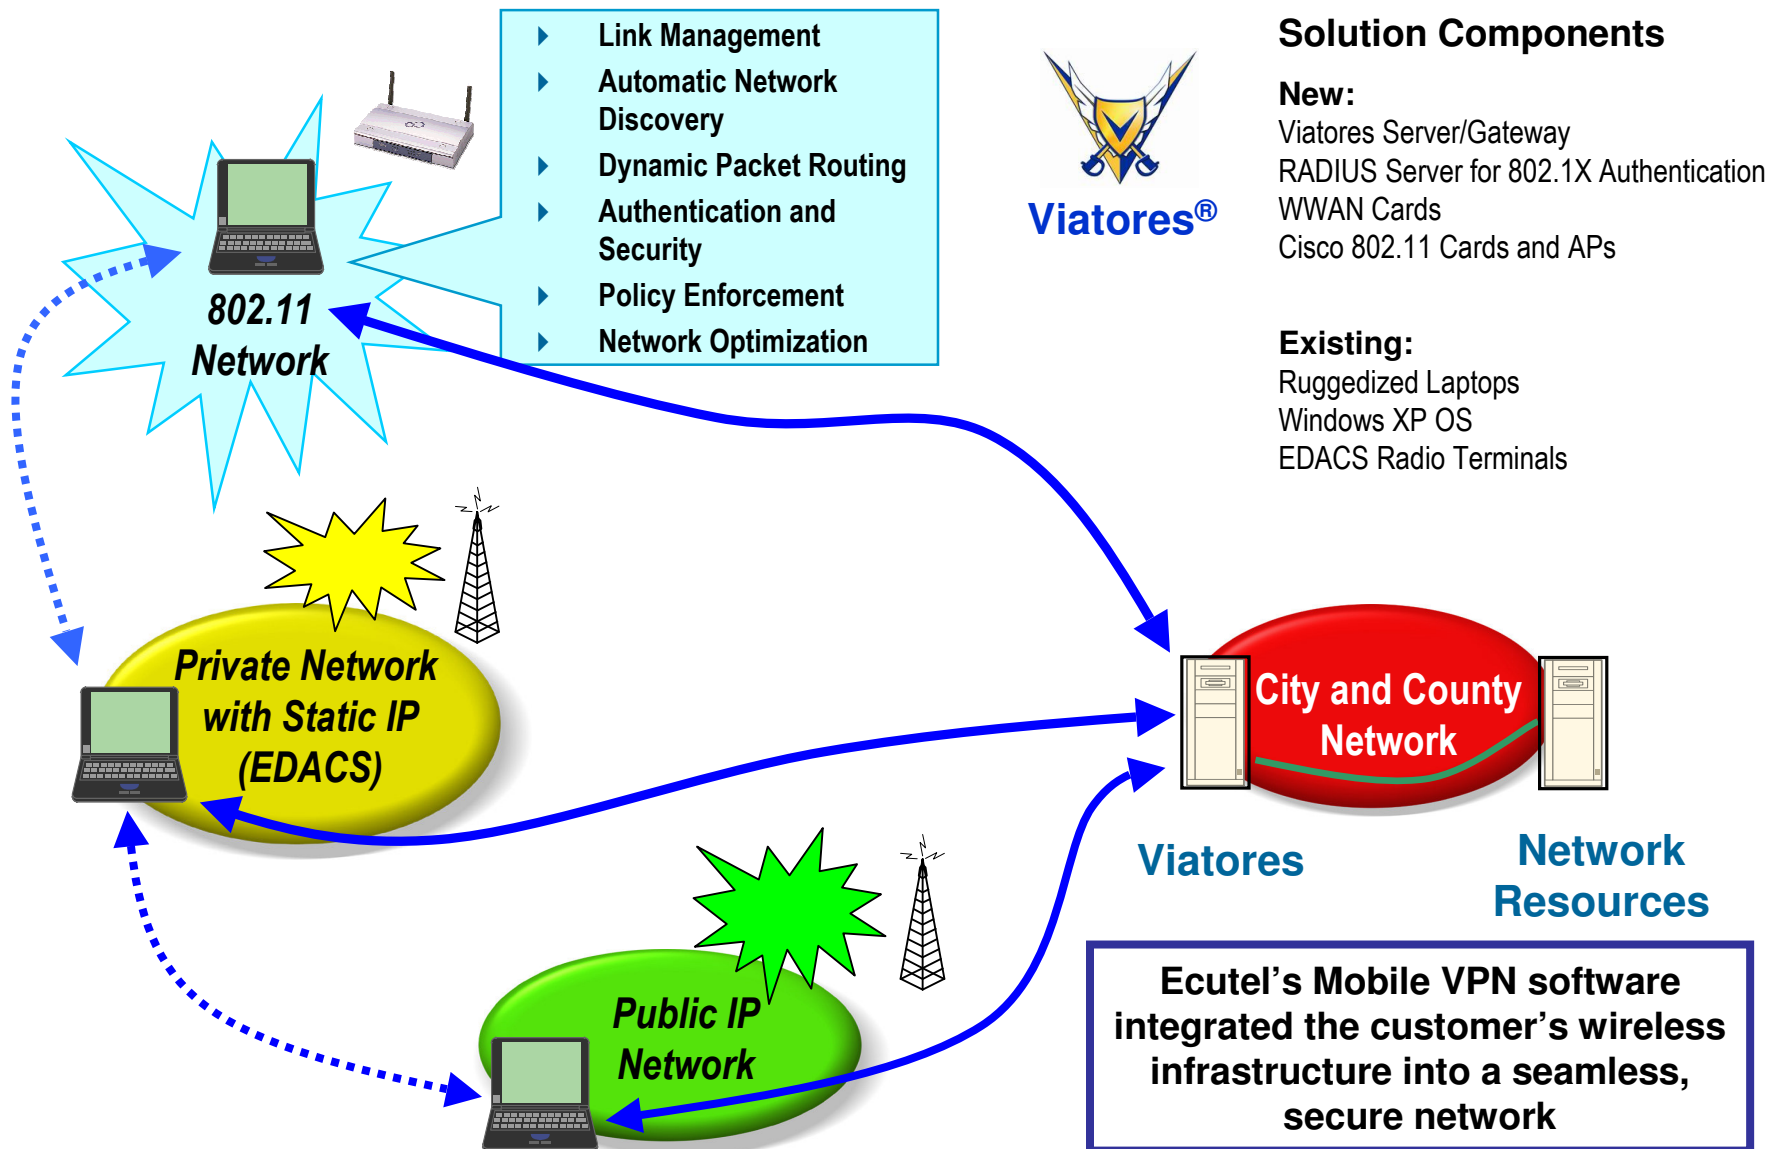 Link Management
Automatic Network
Discovery
Dynamic Packet Routing
Authentication and
Security
Policy Enforcement
Network Optimization
Viatores®
Solution Components
New:
Viatores Server/Gateway
RADIUS Server for 802.1X Authentication
WWAN Cards
Cisco 802.11 Cards and APs
Existing:
Ruggedized Laptops
Windows XP OS
EDACS Radio Terminals
802.11
Network
Private Network
with Static IP
(EDACS)
Public IP
Network
City and County
Network
Viatores
Network
Resources
Ecutel’s Mobile VPN software
integrated the customer’s wireless
infrastructure into a seamless,
secure network